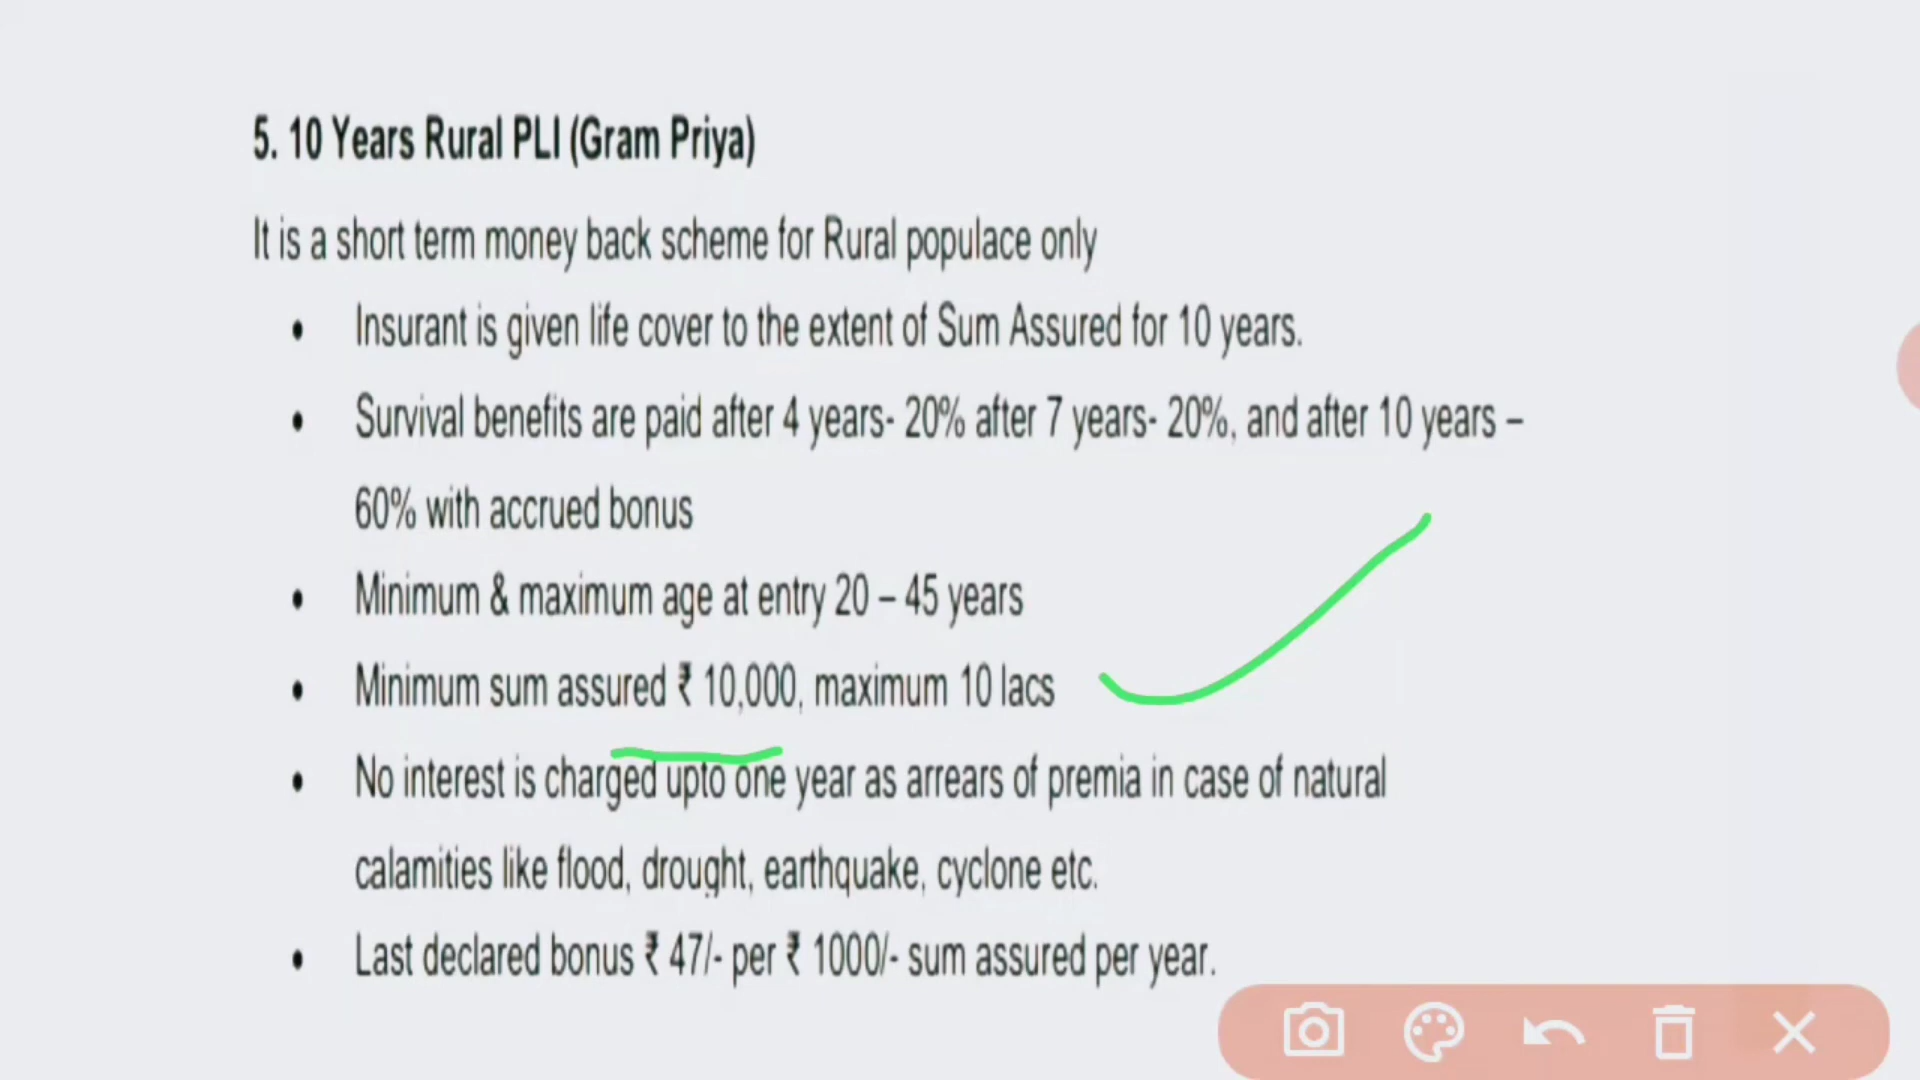 5. 10 Years Rural PLI (Gram Priya)
It is a short term money back scheme for Rural populace only
• Insurant is given life cover to the extent of Sum Assured for 10 years.
• Survival benefits are paid after 4 years- 20% after 7 years- 20%, and after 10 years –
60% with accrued bonus
• Minimum & maximum age at entry 20 – 45 years
• Minimum sum assured ₹ 10,000, maximum 10 lacs
• No interest is charged upto one year as arrears of premia in case of natural
calamities like flood, drought, earthquake, cyclone etc.
• Last declared bonus ₹ 47/- per ₹ 1000/- sum assured per year.